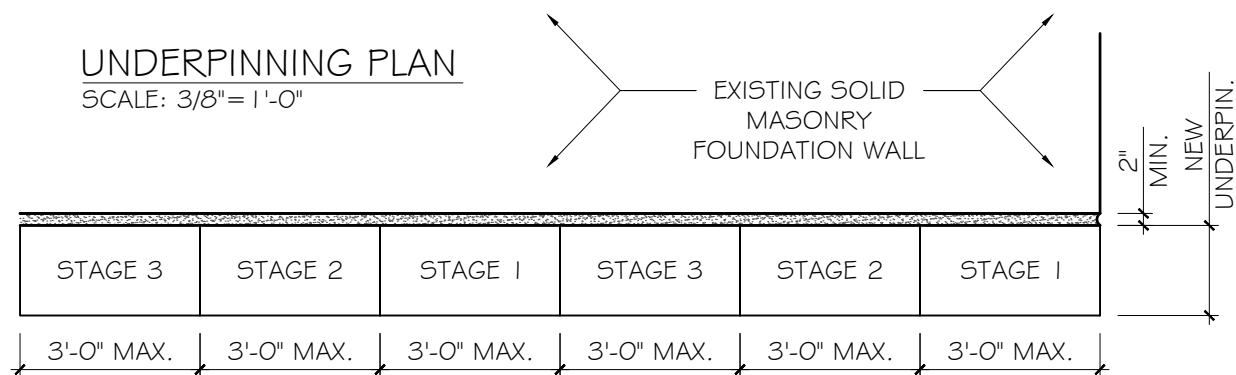 UNDERPINNING PLAN
SCALE: 3/8"=1'-0"
EXISTING SOLID
MASONRY
FOUNDATION WALL
2"
MIN.
NEW
UNDERPIN.
STAGE 3 STAGE 2 STAGE 1 STAGE 3 STAGE 2 STAGE 1
3'-0" MAX. 3'-0" MAX. 3'-0" MAX. 3'-0" MAX. 3'-0" MAX. 3'-0" MAX.